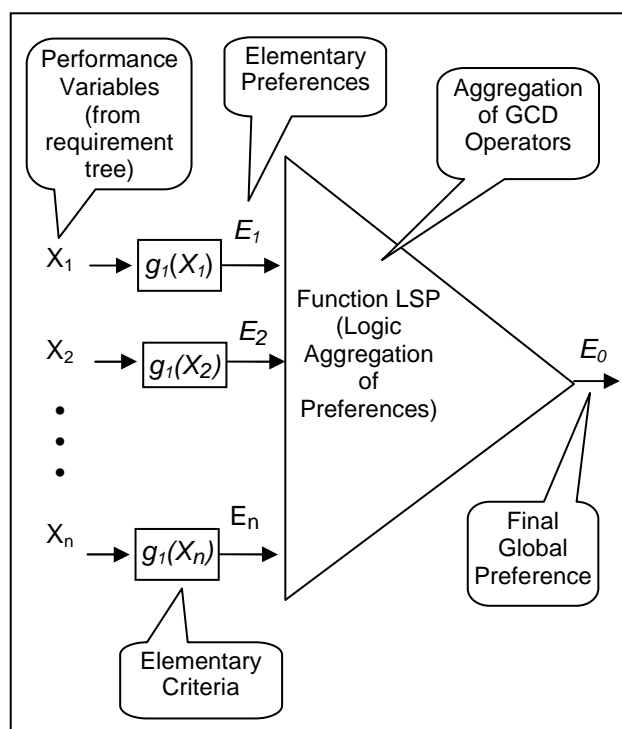 Performance
Variables
(from
requirement
tree)
Elementary
Preferences
Aggregation
of GCD
Operators
X₁
g₁(X₁)
E₁
X₂
g₁(X₂)
E₂
Function LSP
(Logic
Aggregation
of
Preferences)
E₀
Xₙ
g₁(Xₙ)
Eₙ
Final
Global
Preference
Elementary
Criteria